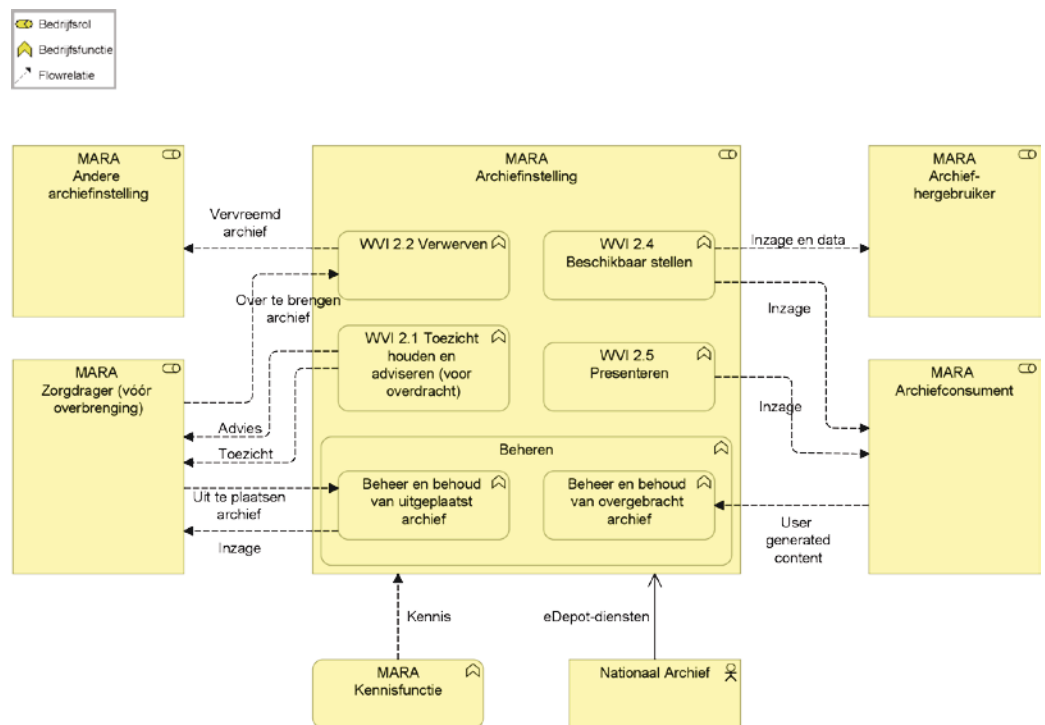 Bedrijfsrol
Bedrijfsfunctie
Flowrelatie
MARA
Andere
archiefinstelling
MARA
Archiefinstelling
MARA
Archief-
hergebruiker
Vervreemd
archief
WVI 2.2 Verwerven
WVI 2.4
Beschikbaar stellen
Inzage en data
Over te brengen
archief
Inzage
WVI 2.1 Toezicht
houden en
adviseren (voor
overdracht)
WVI 2.5
Presenteren
MARA
Zorgdrager (vóór
overbrenging)
MARA
Archiefconsument
Inzage
Advies
Toezicht
Beheren
Beheer en behoud
van uitgeplaatst
archief
Beheer en behoud
van overgebracht
archief
Uit te plaatsen
archief
Inzage
User
generated
content
Kennis
eDepot-diensten
MARA
Kennisfunctie
Nationaal Archief